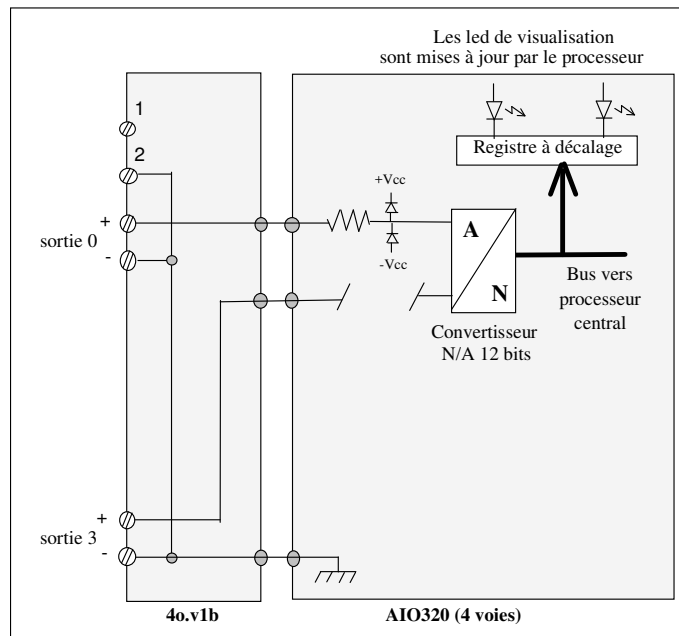 Les led de visualisation
sont mises à jour par le processeur
1
2
Registre à décalage
+Vcc
+
sortie 0
-
A
-Vcc
N
Bus vers
processeur
central
Convertisseur
N/A 12 bits
+
sortie 3
-
4o.v1b
AIO320 (4 voies)